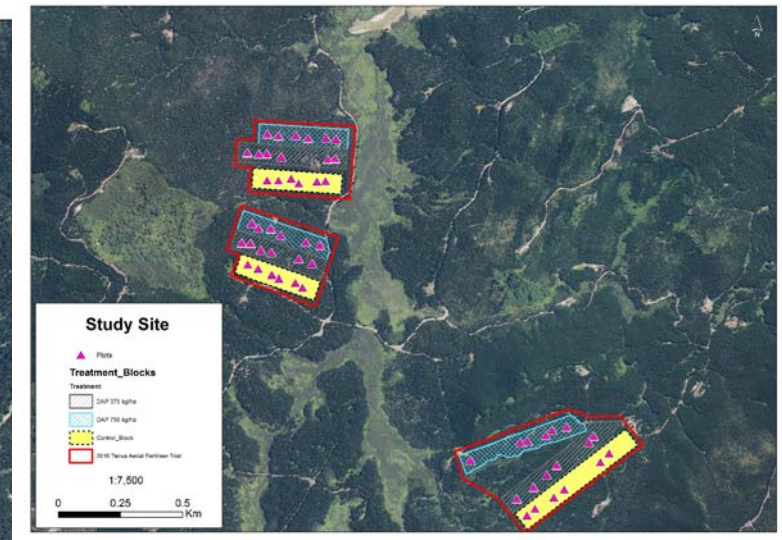 N
Study Site
Plots
Treatment_Blocks
Treatment
DAP 375 kg/ha
DAP 750 kg/ha
Control_Block
2016 Tairua Aerial Fertiliser Trial
1:7,500
0 0.25 0.5
Km